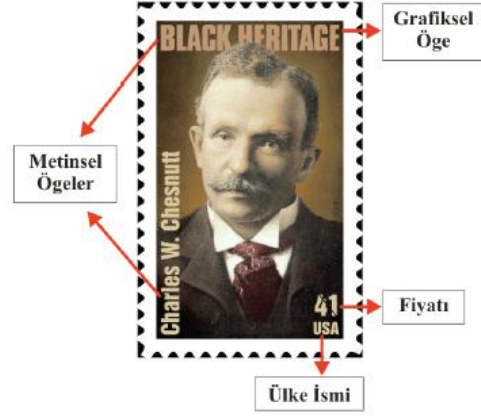 BLACK HERITAGE
Grafiksel
Öge
Metinsel
Ögeler
Charles W. Chesnutt
41
USA
Fiyatı
Ülke İsmi